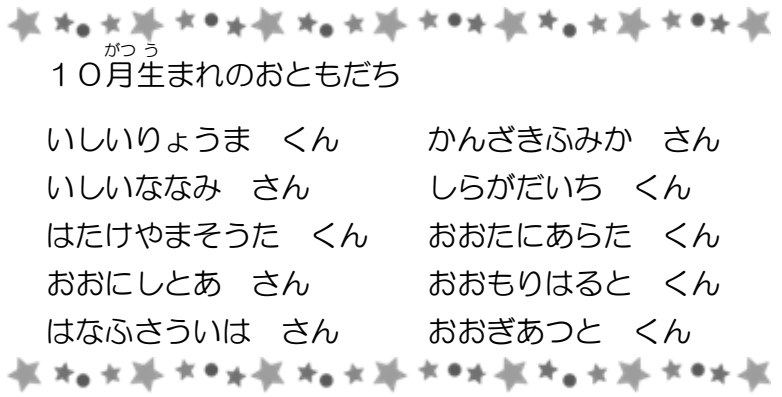 がつ う
１０月生まれのおともだち
いしいりょうま　くん　　　かんざきふみか　さん
いしいななみ　さん　　　　しらがだいち　くん
はたけやまそうた　くん　　おおたにあらた　くん
おおにしとあ　さん　　　　おおもりはると　くん
はなふさういは　さん　　　おおぎあつと　くん